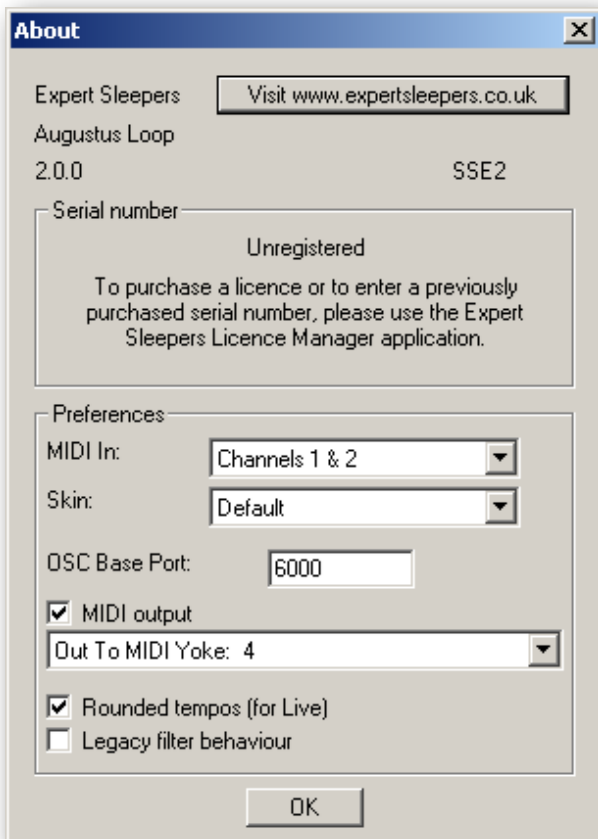 About
Expert Sleepers
Visit www.expertsleepers.co.uk
Augustus Loop
2.0.0 SSE2
Serial number
Unregistered
To purchase a licence or to enter a previously
purchased serial number, please use the Expert
Sleepers Licence Manager application.
Preferences
MIDI In: Channels 1 & 2
Skin: Default
OSC Base Port: 6000
MIDI output
Out To MIDI Yoke: 4
Rounded tempos (for Live)
Legacy filter behaviour
OK